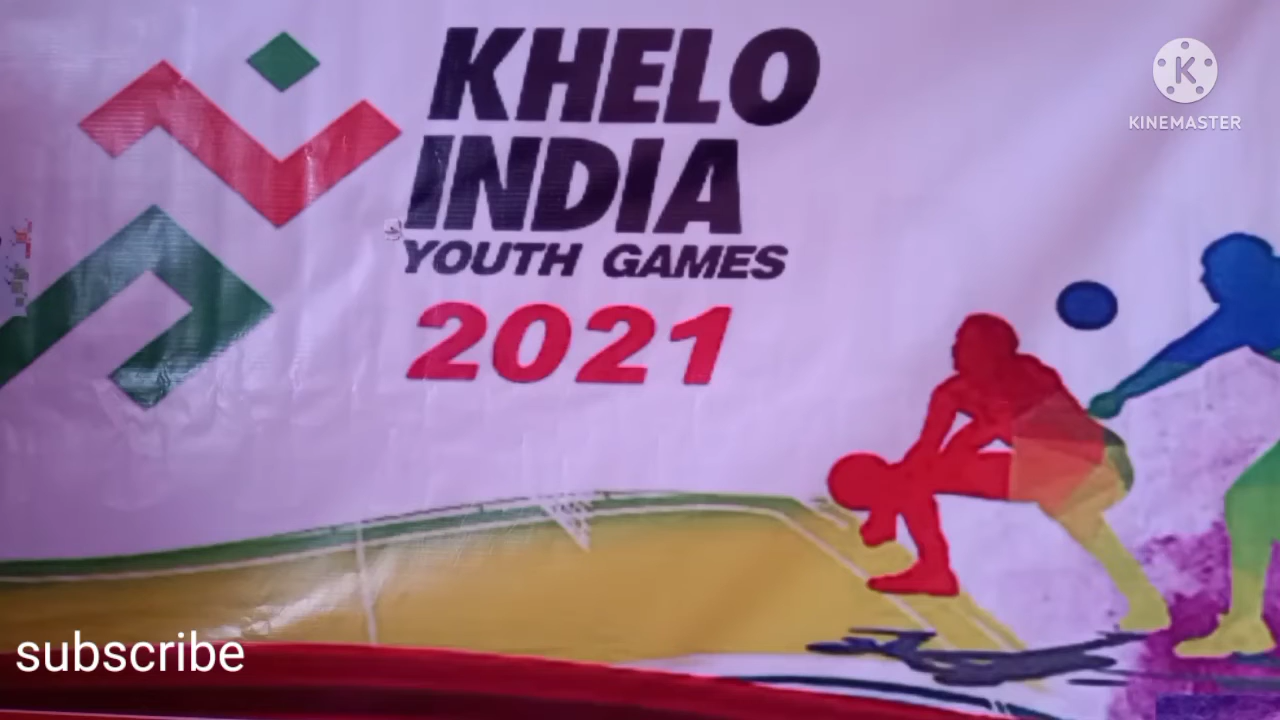 KHELO
INDIA
YOUTH GAMES
2021
K
KINEMASTER
subscribe